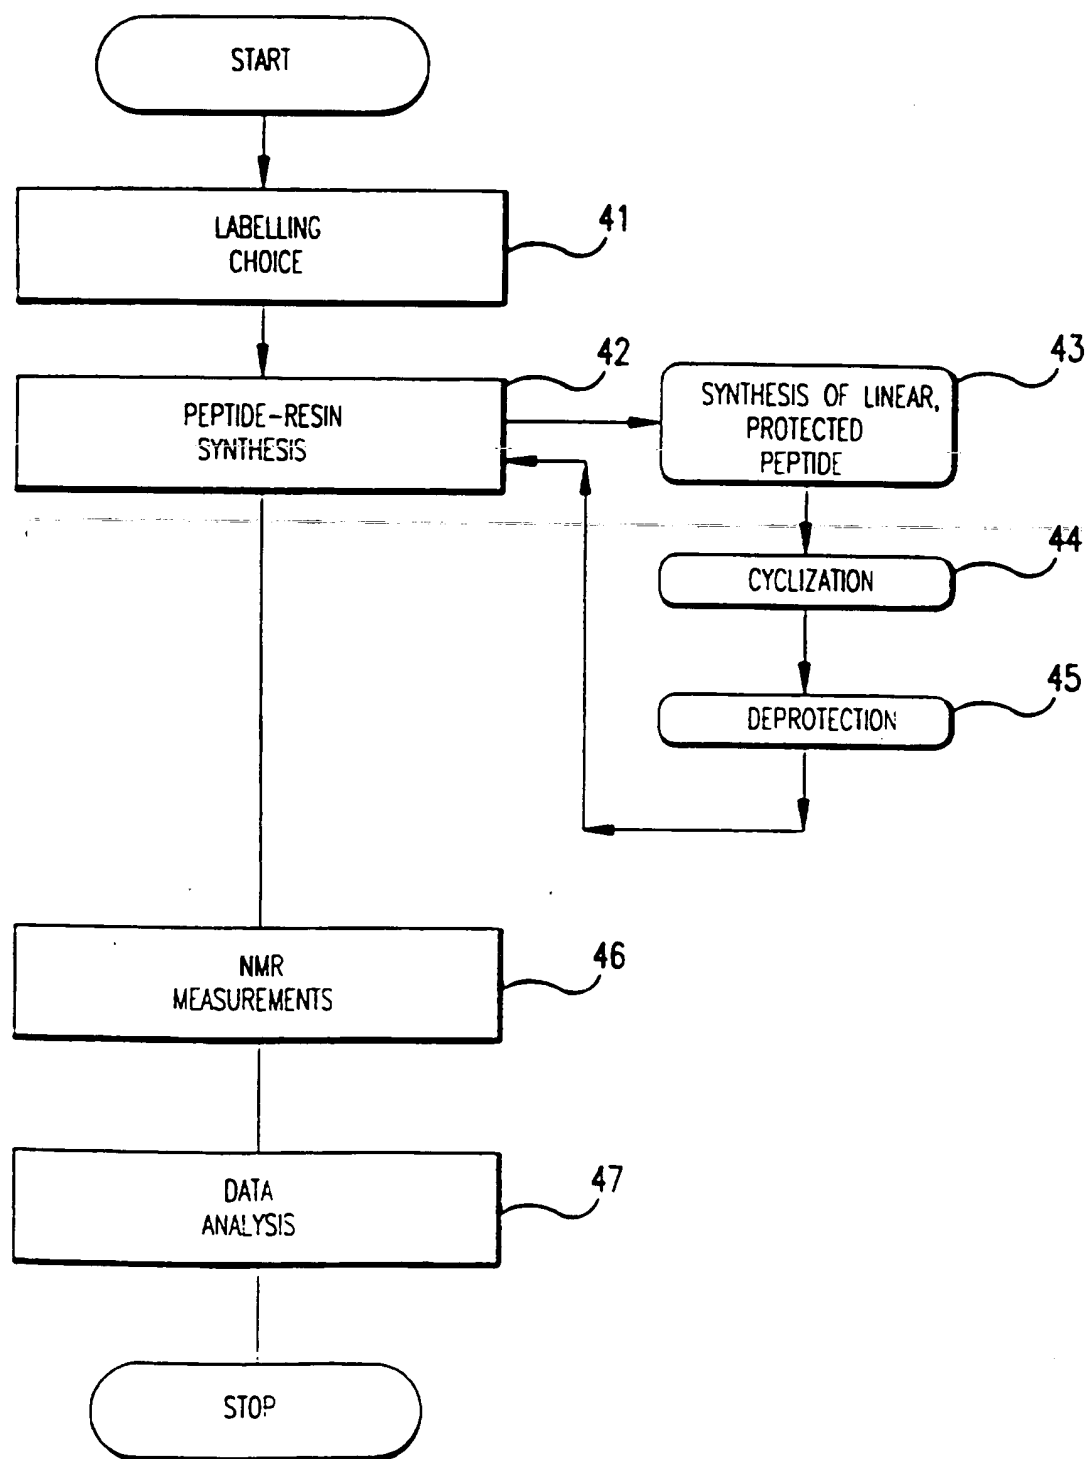 START
LABELLING
CHOICE
41
PEPTIDE-RESIN
SYNTHESIS
42
SYNTHESIS OF LINEAR,
PROTECTED
PEPTIDE
43
CYCLIZATION
44
DEPROTECTION
45
NMR
MEASUREMENTS
46
DATA
ANALYSIS
47
STOP